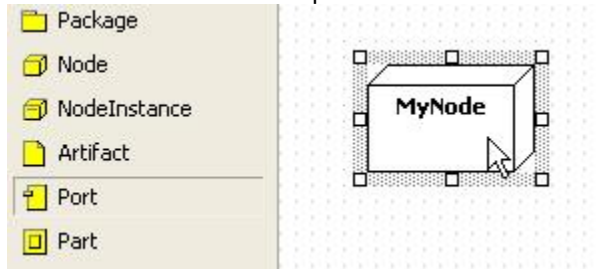 Package
Node
NodeInstance
Artifact
Port
Part
MyNode